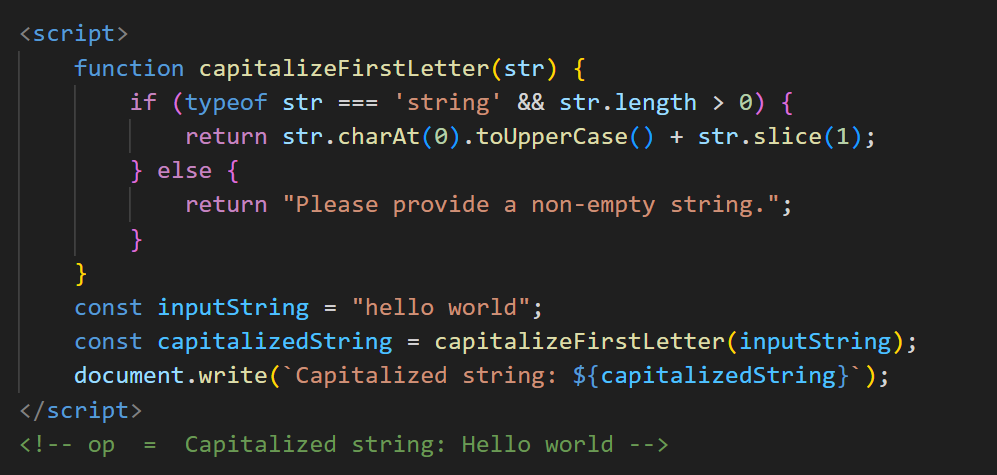 <script>
    function capitalizeFirstLetter(str) {
        if (typeof str === 'string' && str.length > 0) {
            return str.charAt(0).toUpperCase() + str.slice(1);
        } else {
            return "Please provide a non-empty string.";
        }
    }
    const inputString = "hello world";
    const capitalizedString = capitalizeFirstLetter(inputString);
    document.write(`Capitalized string: ${capitalizedString}`);
</script>
<!-- op  =  Capitalized string: Hello world -->